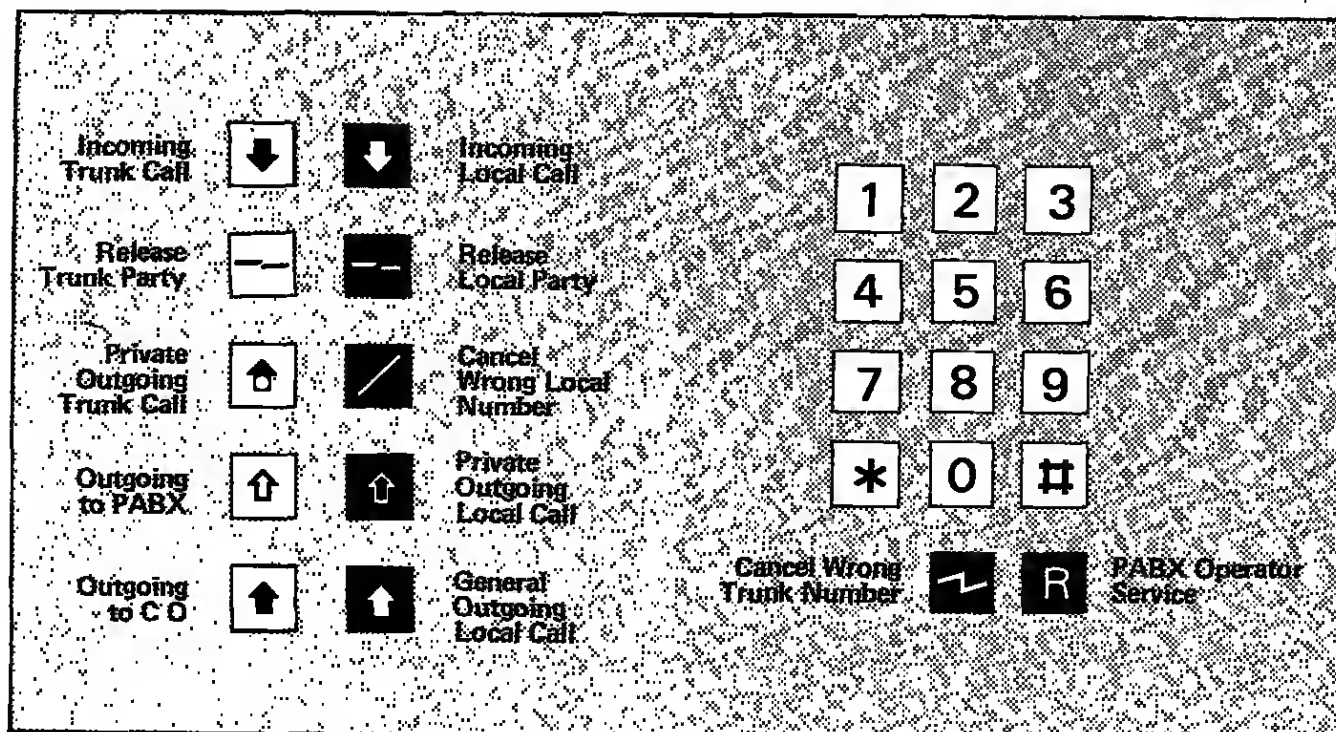 Incoming
Trunk Call
Incoming
Local Call
Release
Trunk Party
Release
Local Party
Private
Outgoing
Trunk Call
Cancel
Wrong Local
Number
Outgoing
to PABX
Private
Outgoing
Local Call
Outgoing
to C O
General
Outgoing
Local Call
1 2 3
4 5 6
7 8 9
* 0 #
Cancel Wrong
Trunk Number
R
PABX Operator
Service